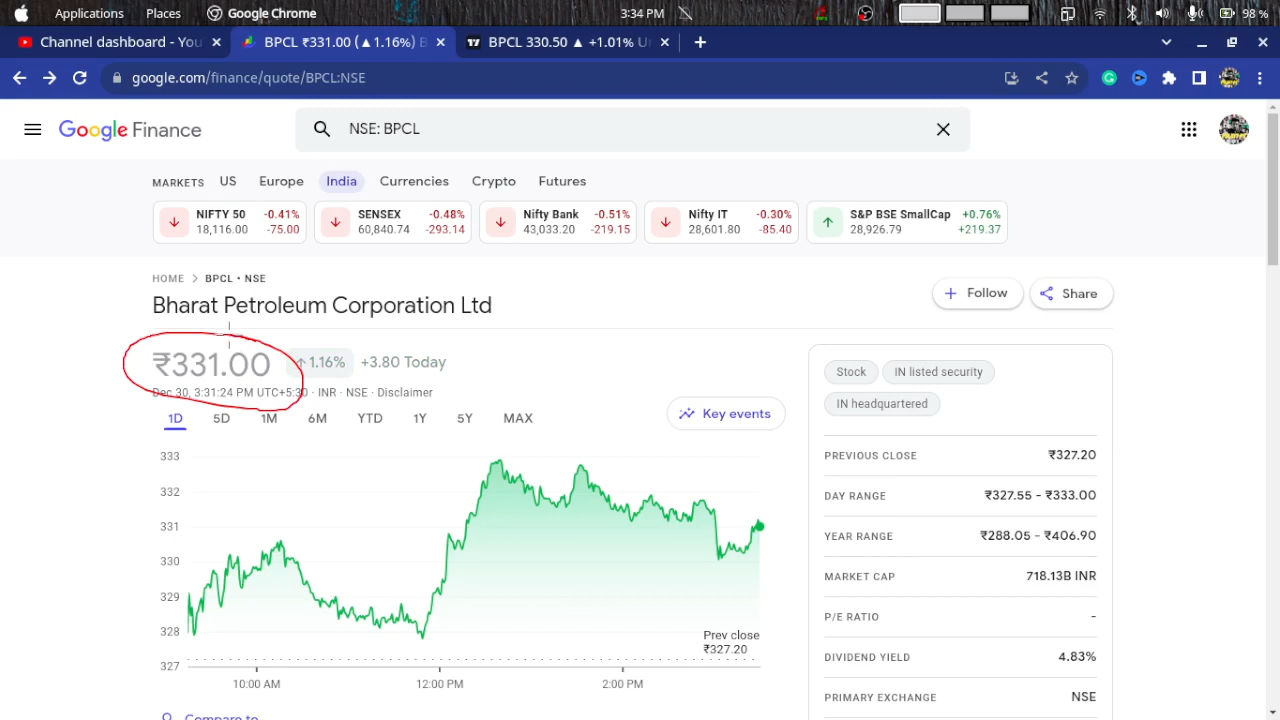 Applications Places Google Chrome 3:34 PM 98 %
Channel dashboard - You BPCL ₹331.00 (▲1.16%) B BPCL 330.50 ▲ +1.01% U
google.com/finance/quote/BPCL:NSE
Google Finance NSE: BPCL
MARKETS US Europe India Currencies Crypto Futures
NIFTY 50 -0.41% SENSEX -0.48% Nifty Bank -0.51% Nifty IT -0.30% S&P BSE SmallCap +0.76%
18,116.00 -75.00 60,840.74 -293.14 43,033.20 -219.15 28,601.80 -85.40 28,926.79 +219.37
HOME > BPCL • NSE
Bharat Petroleum Corporation Ltd
+ Follow Share
₹331.00 ↑ 1.16% +3.80 Today
Dec 30, 3:31:24 PM UTC+5:30 · INR · NSE · Disclaimer
1D 5D 1M 6M YTD 1Y 5Y MAX
Key events
333
332
331
330
329
328
327
Prev close
₹327.20
10:00 AM 12:00 PM 2:00 PM
Compare to
Stock IN listed security
IN headquartered
PREVIOUS CLOSE ₹327.20
DAY RANGE ₹327.55 - ₹333.00
YEAR RANGE ₹288.05 - ₹406.90
MARKET CAP 718.13B INR
P/E RATIO -
DIVIDEND YIELD 4.83%
PRIMARY EXCHANGE NSE